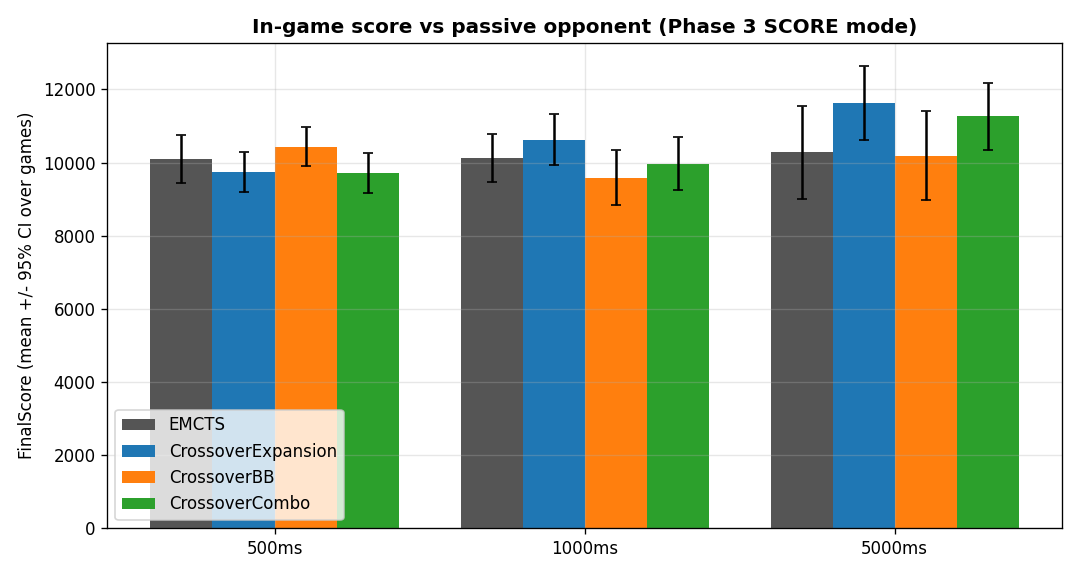 In-game score vs passive opponent (Phase 3 SCORE mode)
FinalScore (mean +/- 95% CI over games)
12000
10000
8000
6000
4000
2000
0
EMCTS
CrossoverExpansion
CrossoverBB
CrossoverCombo
500ms
1000ms
5000ms